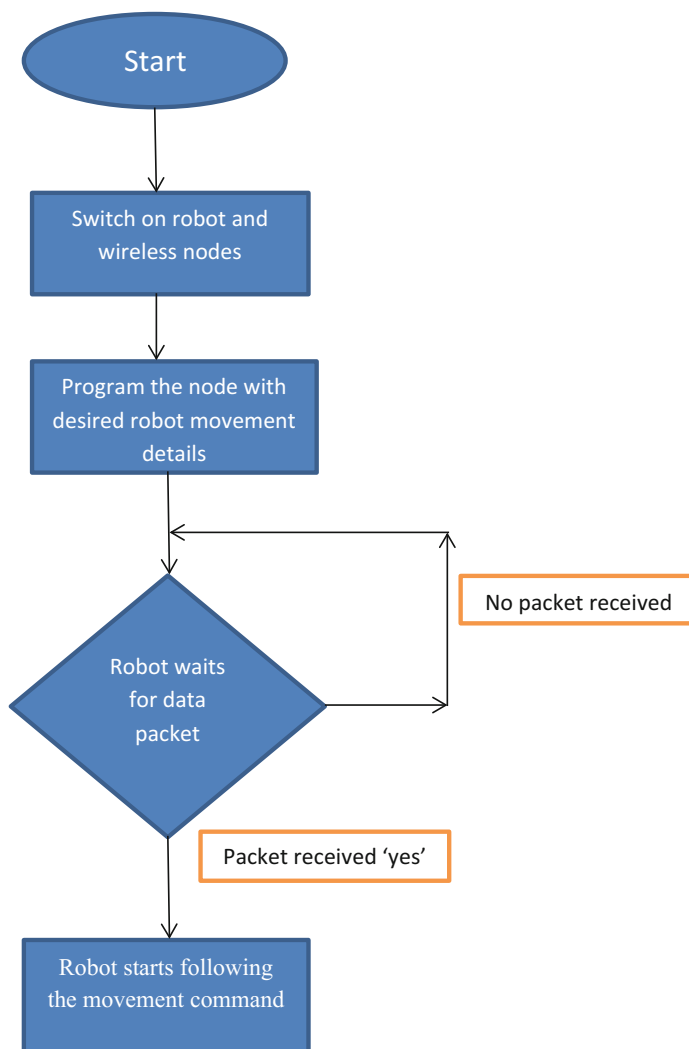 Start
Switch on robot and
wireless nodes
Program the node with
desired robot movement
details
No packet received
Robot waits
for data
packet
Packet received ‘yes’
Robot starts following
the movement command